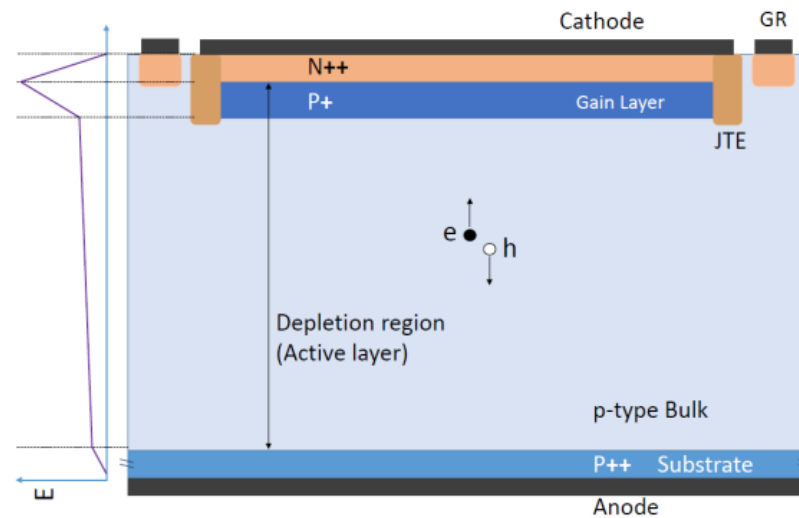 Cathode
GR
N++
P+
Gain Layer
JTE
e
h
Depletion region
(Active layer)
p-type Bulk
P++ Substrate
E
Anode